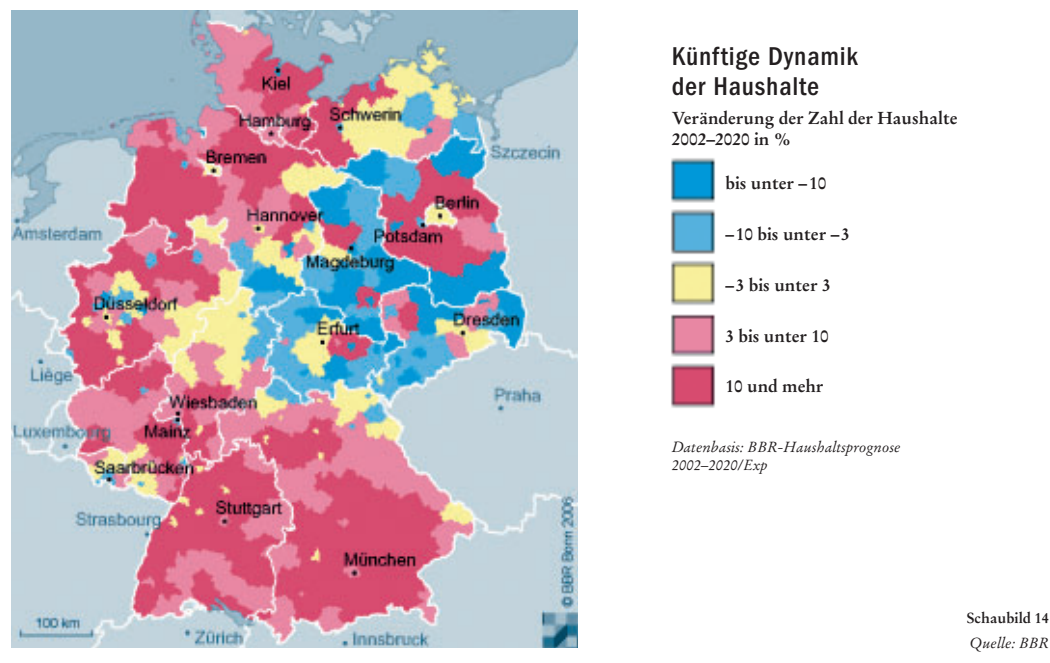 Künftige Dynamik
der Haushalte
Veränderung der Zahl der Haushalte
2002–2020 in %
bis unter –10
–10 bis unter –3
–3 bis unter 3
3 bis unter 10
10 und mehr
Datenbasis: BBR-Haushaltsprognose
2002–2020/Exp
Kiel
Hamburg
Schwerin
Szczecin
Bremen
Berlin
Hannover
Amsterdam
Potsdam
Magdeburg
Düsseldorf
Erfurt
Dresden
Liège
Praha
Wiesbaden
Luxembourg
Mainz
Saarbrücken
Strasbourg
Stuttgart
München
100 km
Zürich
Innsbruck
© BBR Bonn 2006
Schaubild 14
Quelle: BBR